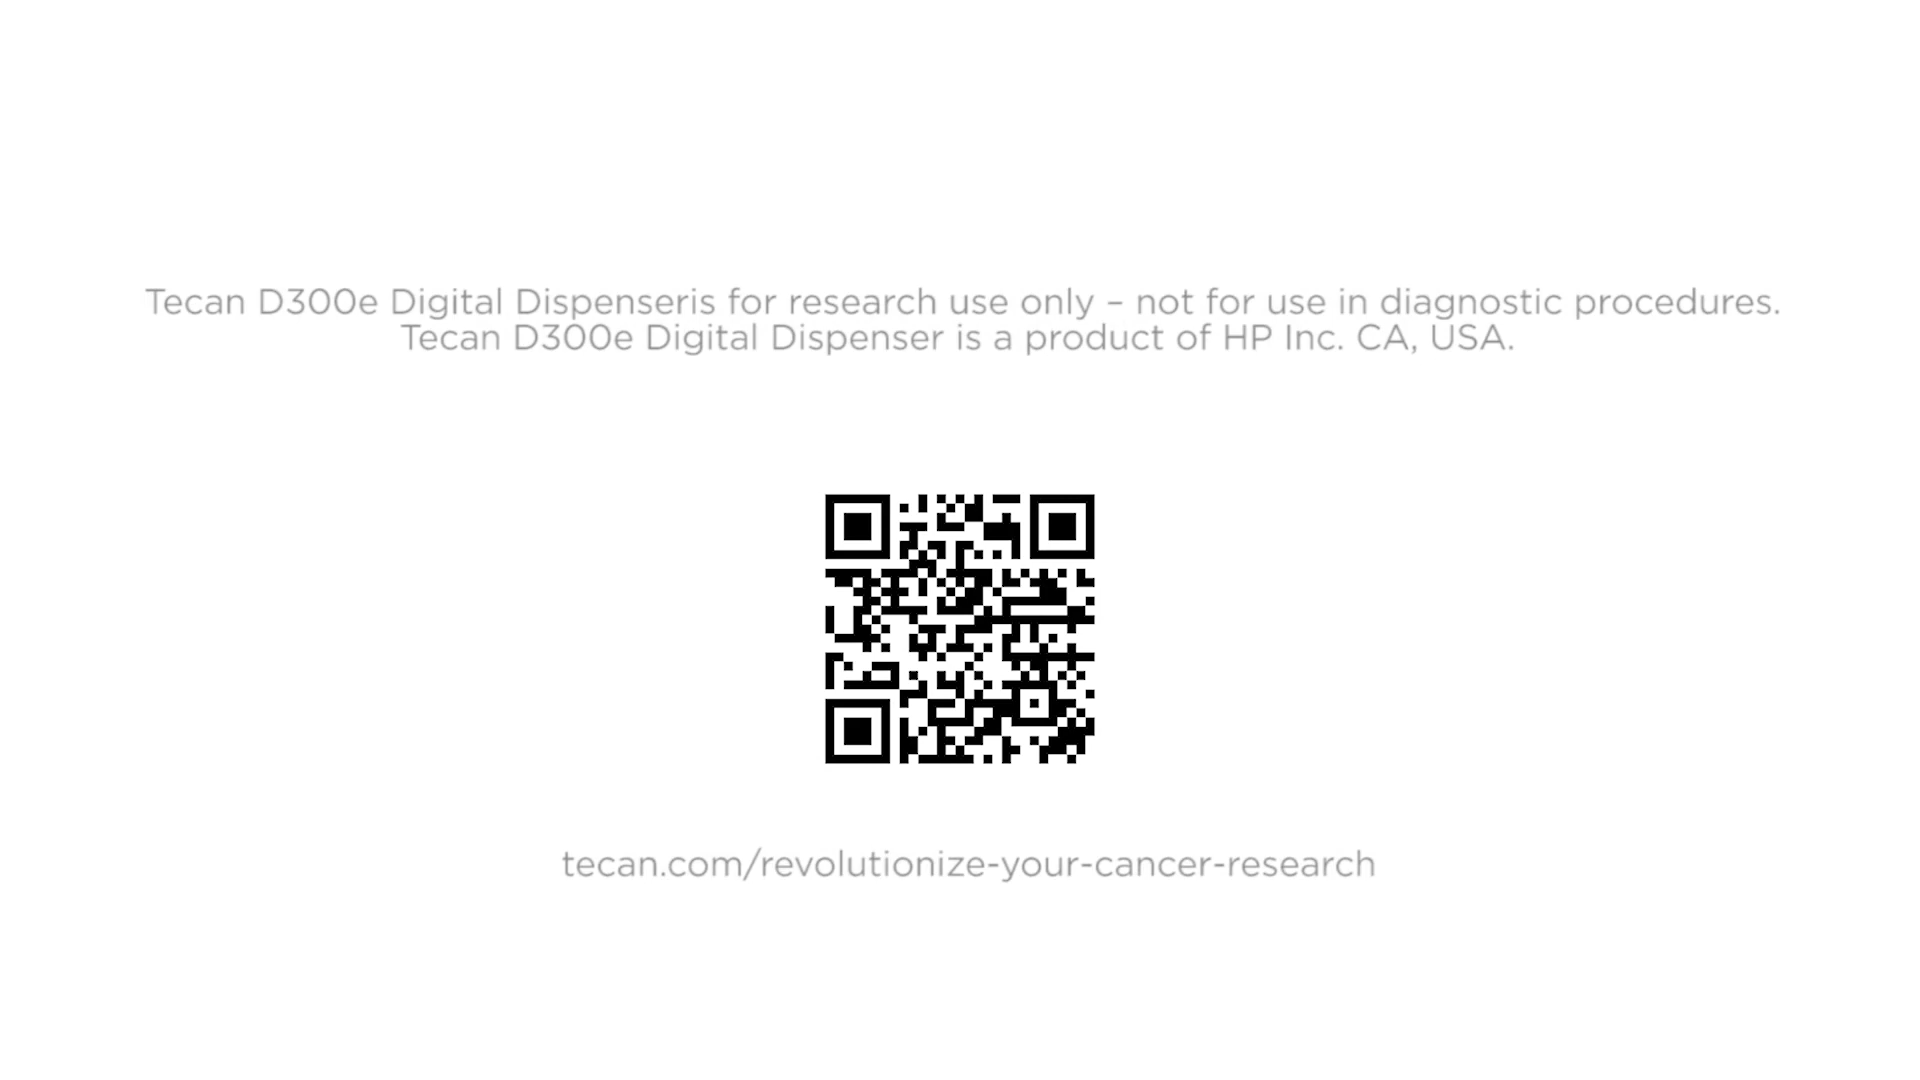 Tecan D300e Digital Dispenseris for research use only – not for use in diagnostic procedures.
Tecan D300e Digital Dispenser is a product of HP Inc. CA, USA.
tecan.com/revolutionize-your-cancer-research